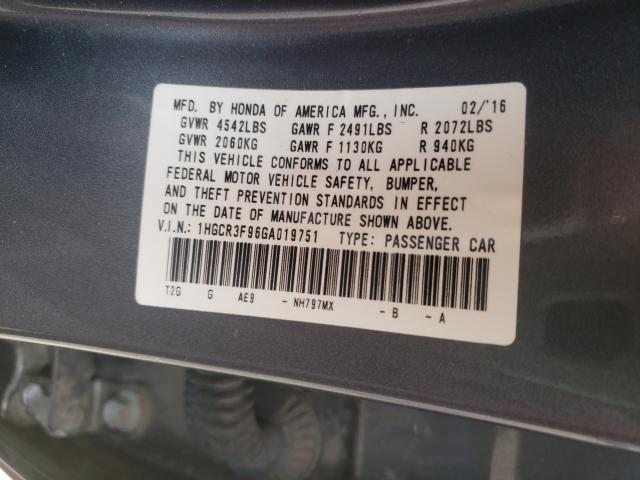 MFD. BY HONDA OF AMERICA MFG., INC. 02/'16
GVWR 4542LBS GAWR F 2491LBS R 2072LBS
GVWR 2060KG GAWR F 1130KG R 940KG
THIS VEHICLE CONFORMS TO ALL APPLICABLE
FEDERAL MOTOR VEHICLE SAFETY, BUMPER,
AND THEFT PREVENTION STANDARDS IN EFFECT
ON THE DATE OF MANUFACTURE SHOWN ABOVE.
V.I.N.: 1HGCR3F96GA019751 TYPE: PASSENGER CAR
T2G G AE9 - NH797MX - B - A